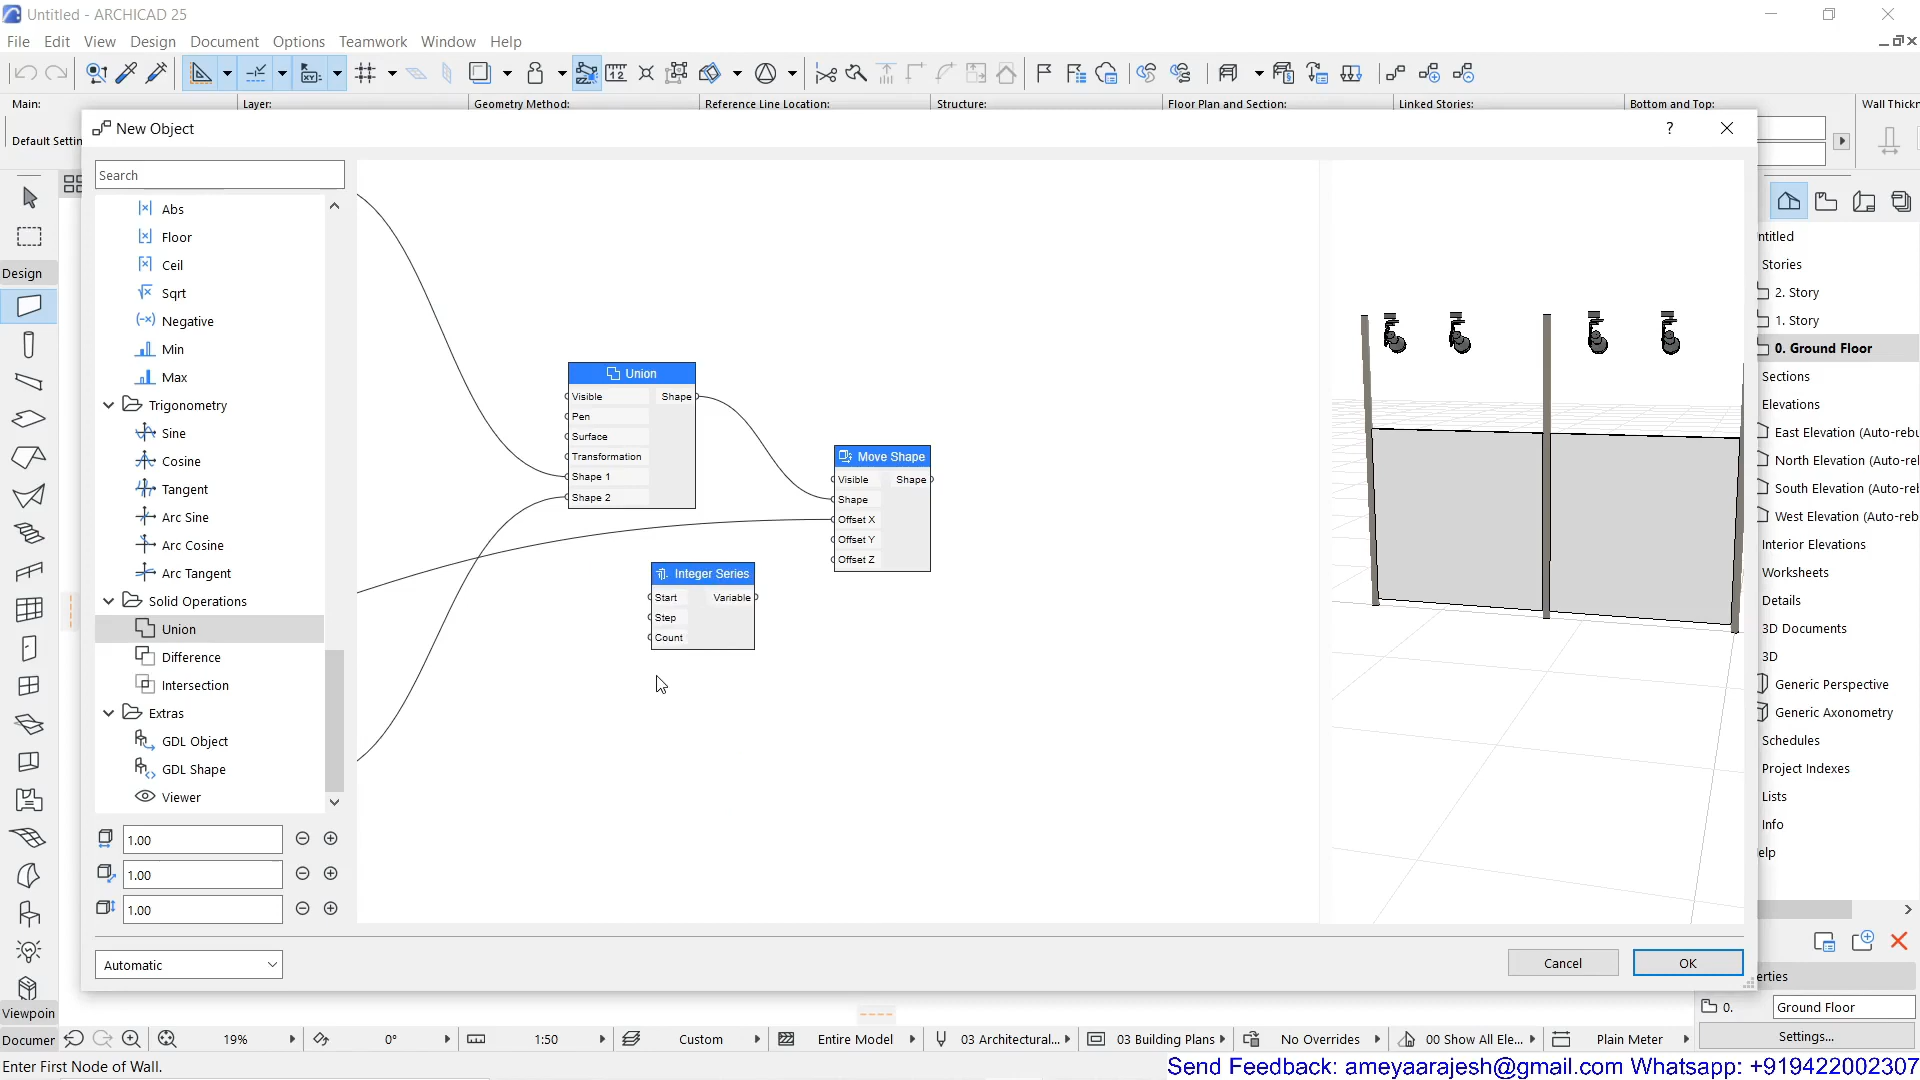 Untitled - ARCHICAD 25
File Edit View Design Document Options Teamwork Window Help
Main: Layer: Geometry Method: Reference Line Location: Structure: Floor Plan and Section: Linked Stories: Bottom and Top: Wall Thickn
Default Settin
New Object
?
Search
Abs
Floor
Ceil
Sqrt
Negative
Min
Max
Trigonometry
Sine
Cosine
Tangent
Arc Sine
Arc Cosine
Arc Tangent
Solid Operations
Union
Difference
Intersection
Extras
GDL Object
GDL Shape
Viewer
1.00
1.00
1.00
Automatic
Union
Visible Shape
Pen
Surface
Transformation
Shape 1
Shape 2
Move Shape
Visible Shape
Shape
Offset X
Offset Y
Offset Z
Integer Series
Start Variable
Step
Count
Cancel OK
Design
Viewpoin
Documer
ntitled
Stories
2. Story
1. Story
0. Ground Floor
Sections
Elevations
East Elevation (Auto-rebu
North Elevation (Auto-rel
South Elevation (Auto-reb
West Elevation (Auto-reb
Interior Elevations
Worksheets
Details
3D Documents
3D
Generic Perspective
Generic Axonometry
Schedules
Project Indexes
Lists
Info
elp
erties
0. Ground Floor
Settings...
19% 0° 1:50 Custom Entire Model 03 Architectural... 03 Building Plans No Overrides 00 Show All Ele... Plain Meter
Enter First Node of Wall.
Send Feedback: ameyaarajesh@gmail.com Whatsapp: +919422002307